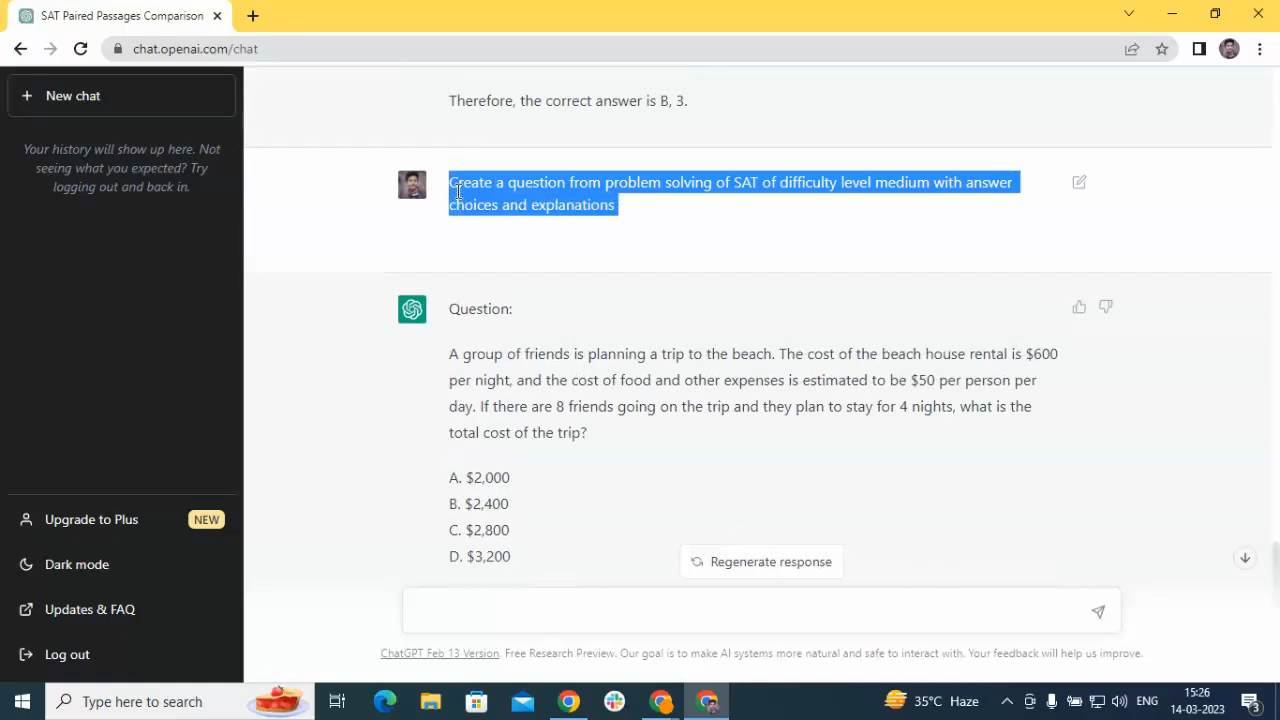 SAT Paired Passages Comparison
chat.openai.com/chat
New chat
Your history will show up here. Not
seeing what you expected? Try
logging out and back in.
Upgrade to Plus NEW
Dark mode
Updates & FAQ
Log out
Therefore, the correct answer is B, 3.
Create a question from problem solving of SAT of difficulty level medium with answer
choices and explanations
Question:
A group of friends is planning a trip to the beach. The cost of the beach house rental is $600
per night, and the cost of food and other expenses is estimated to be $50 per person per
day. If there are 8 friends going on the trip and they plan to stay for 4 nights, what is the
total cost of the trip?
A. $2,000
B. $2,400
C. $2,800
D. $3,200
Regenerate response
ChatGPT Feb 13 Version. Free Research Preview. Our goal is to make AI systems more natural and safe to interact with. Your feedback will help us improve.
Type here to search
35°C Haze
ENG
15:26
14-03-2023
3